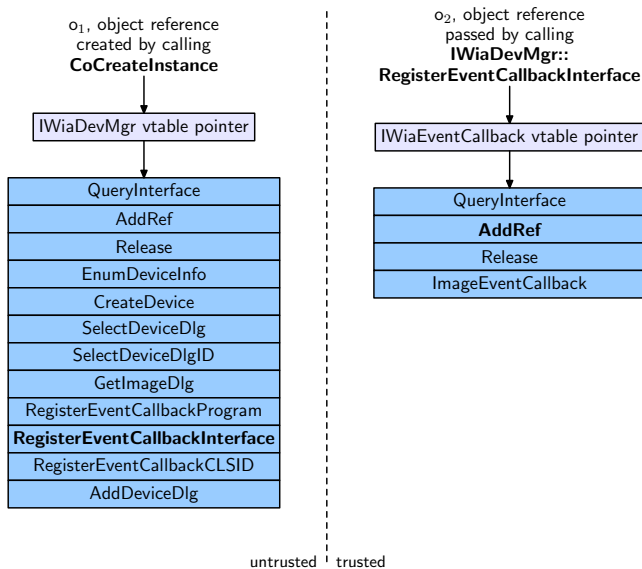 o₁, object reference
created by calling
CoCreateInstance
IWiaDevMgr vtable pointer
QueryInterface
AddRef
Release
EnumDeviceInfo
CreateDevice
SelectDeviceDlg
SelectDeviceDlgID
GetImageDlg
RegisterEventCallbackProgram
RegisterEventCallbackInterface
RegisterEventCallbackCLSID
AddDeviceDlg
o₂, object reference
passed by calling
IWiaDevMgr::
RegisterEventCallbackInterface
IWiaEventCallback vtable pointer
QueryInterface
AddRef
Release
ImageEventCallback
untrusted
trusted